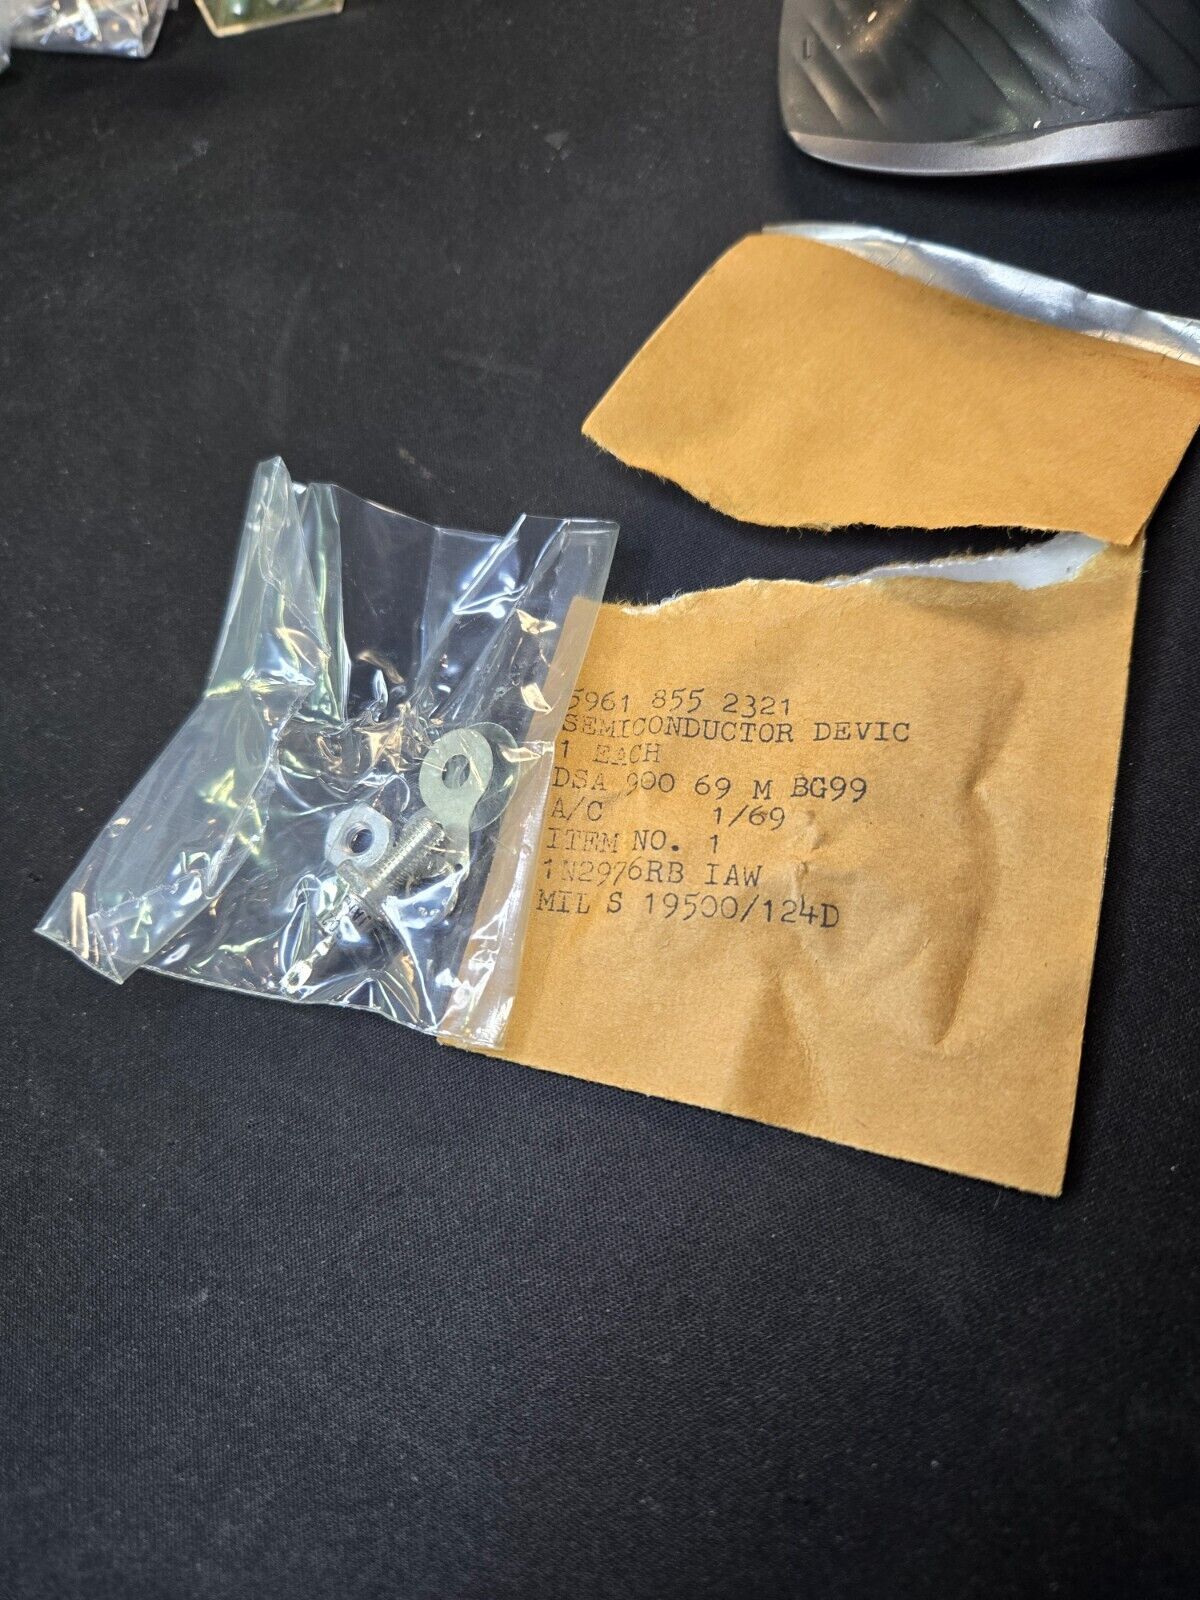 5961 855 2321
SEMICONDUCTOR DEVIC
1 EACH
DSA 900 69 M BG99
A/C 1/69
ITEM NO. 1
1N2976RB IAW
MIL S 19500/124D